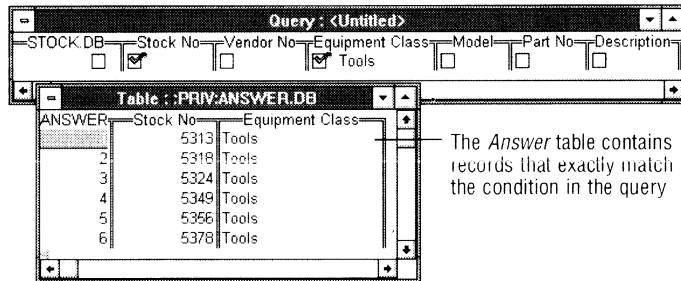 Query : <Untitled>
STOCK.DB Stock No Vendor No Equipment Class Model Part No Description
Tools
Table : :PRIV:ANSWER.DB
ANSWER Stock No Equipment Class
5313 Tools
2 5318 Tools
3 5324 Tools
4 5349 Tools
5 5356 Tools
6 5378 Tools
The Answer table contains
records that exactly match
the condition in the query